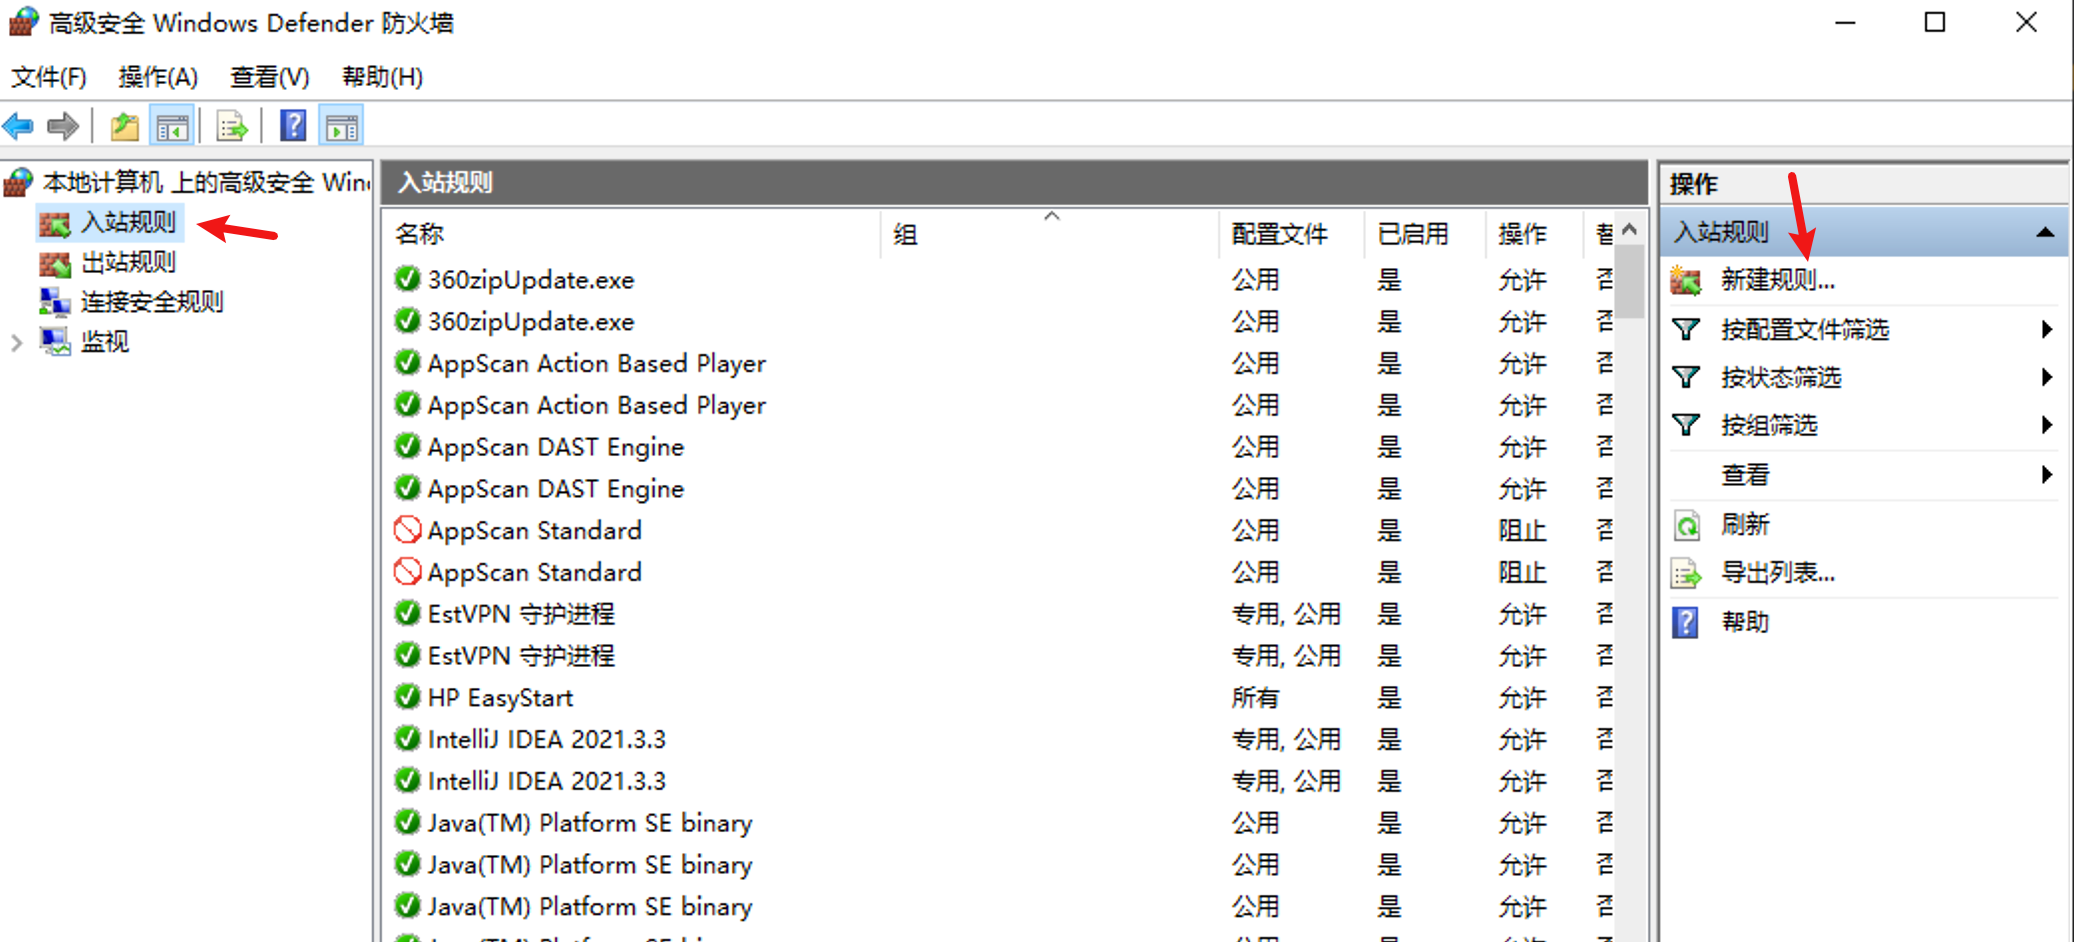 高级安全 Windows Defender 防火墙
文件(F) 操作(A) 查看(V) 帮助(H)
本地计算机 上的高级安全 Win
入站规则
出站规则
连接安全规则
监视
入站规则
名称 组 配置文件 已启用 操作
360zipUpdate.exe 公用 是 允许 否
360zipUpdate.exe 公用 是 允许 否
AppScan Action Based Player 公用 是 允许 否
AppScan Action Based Player 公用 是 允许 否
AppScan DAST Engine 公用 是 允许 否
AppScan DAST Engine 公用 是 允许 否
AppScan Standard 公用 是 阻止 否
AppScan Standard 公用 是 阻止 否
EstVPN 守护进程 专用, 公用 是 允许 否
EstVPN 守护进程 专用, 公用 是 允许 否
HP EasyStart 所有 是 允许 否
IntelliJ IDEA 2021.3.3 专用, 公用 是 允许 否
IntelliJ IDEA 2021.3.3 专用, 公用 是 允许 否
Java(TM) Platform SE binary 公用 是 允许 否
Java(TM) Platform SE binary 公用 是 允许 否
Java(TM) Platform SE binary 公用 是 允许 否
操作
入站规则
新建规则...
按配置文件筛选
按状态筛选
按组筛选
查看
刷新
导出列表...
帮助